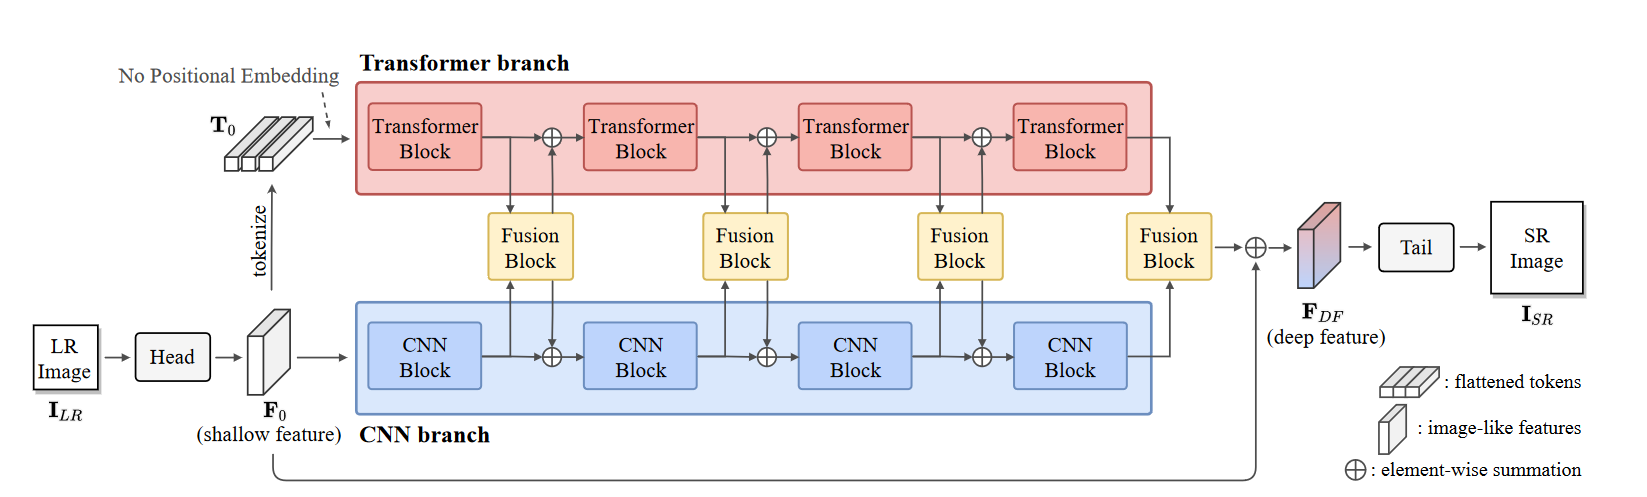 Transformer branch
No Positional Embedding
T0
Transformer
Block
Transformer
Block
Transformer
Block
Transformer
Block
tokenize
Fusion
Block
Fusion
Block
Fusion
Block
Fusion
Block
LR
Image
ILR
Head
F0
(shallow feature)
CNN
Block
CNN
Block
CNN
Block
CNN
Block
CNN branch
FDF
(deep feature)
Tail
SR
Image
ISR
: flattened tokens
: image-like features
: element-wise summation